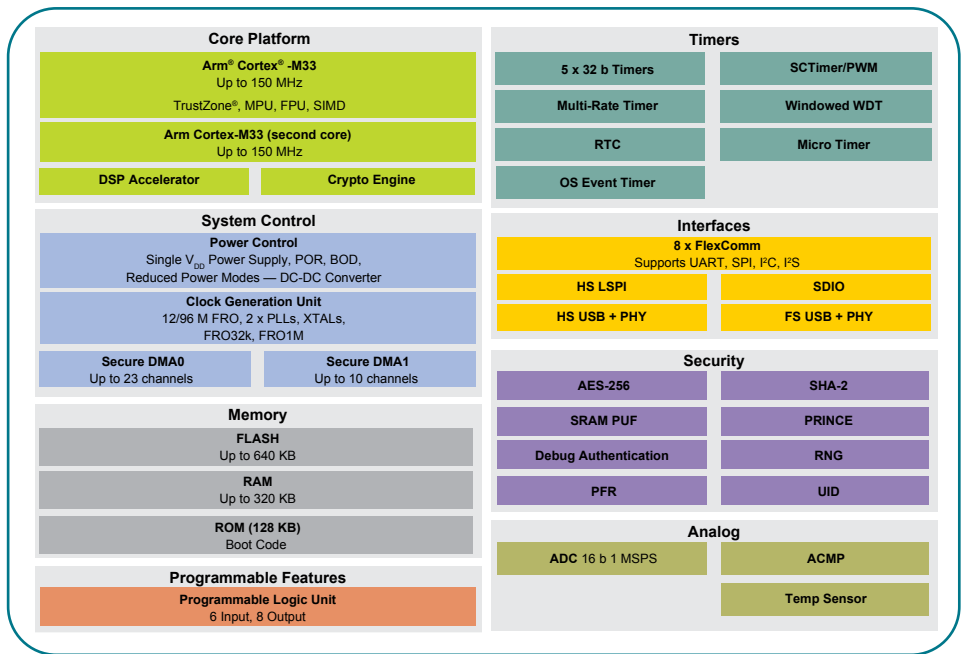 Core Platform
Arm® Cortex® -M33
Up to 150 MHz
TrustZone®, MPU, FPU, SIMD
Arm Cortex-M33 (second core)
Up to 150 MHz
DSP Accelerator
Crypto Engine
System Control
Power Control
Single VDD Power Supply, POR, BOD,
Reduced Power Modes — DC-DC Converter
Clock Generation Unit
12/96 M FRO, 2 x PLLs, XTALs,
FRO32k, FRO1M
Secure DMA0
Up to 23 channels
Secure DMA1
Up to 10 channels
Memory
FLASH
Up to 640 KB
RAM
Up to 320 KB
ROM (128 KB)
Boot Code
Programmable Features
Programmable Logic Unit
6 Input, 8 Output
Timers
5 x 32 b Timers
SCTimer/PWM
Multi-Rate Timer
Windowed WDT
RTC
Micro Timer
OS Event Timer
Interfaces
8 x FlexComm
Supports UART, SPI, I²C, I²S
HS LSPI
SDIO
HS USB + PHY
FS USB + PHY
Security
AES-256
SHA-2
SRAM PUF
PRINCE
Debug Authentication
RNG
PFR
UID
Analog
ADC 16 b 1 MSPS
ACMP
Temp Sensor